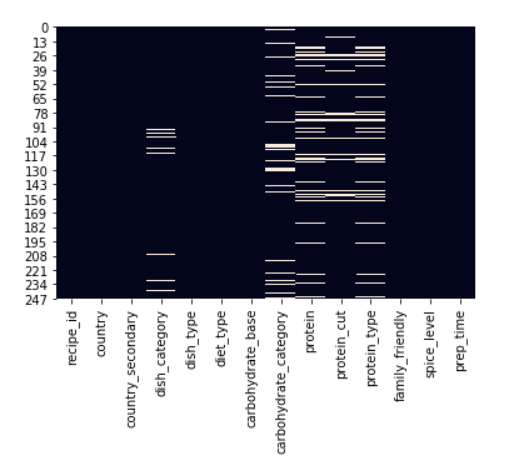 0
13
26
39
52
65
78
91
104
117
130
143
156
169
182
195
208
221
234
247
recipe_id
country
country_secondary
dish_category
dish_type
diet_type
carbohydrate_base
carbohydrate_category
protein
protein_cut
protein_type
family_friendly
spice_level
prep_time